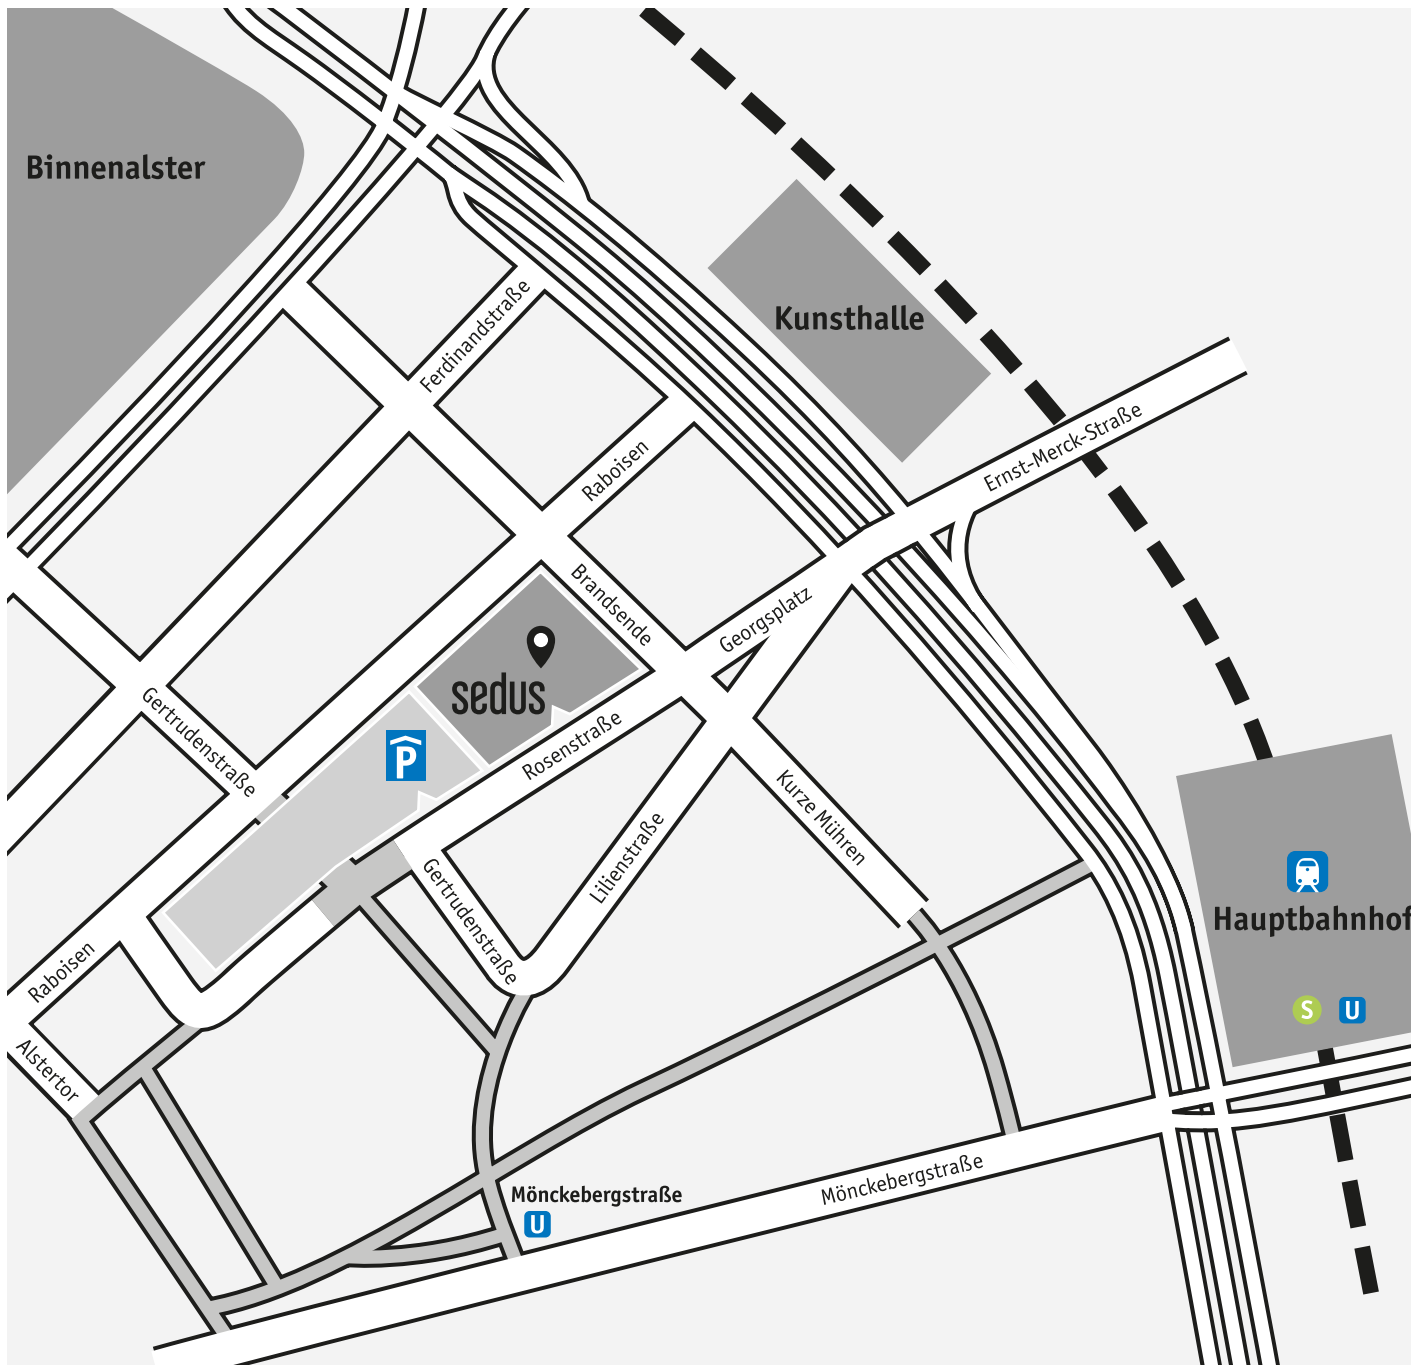 Binnenalster
Kunsthalle
Ferdinandstraße
Raboisen
Ernst-Merck-Straße
Brandsende
Georgsplatz
sedus
Gertrudenstraße
P
Rosenstraße
Kurze Mühren
Lilienstraße
Gertrudenstraße
Hauptbahnhof
Raboisen
S U
Alstertor
Mönckebergstraße
Mönckebergstraße
U